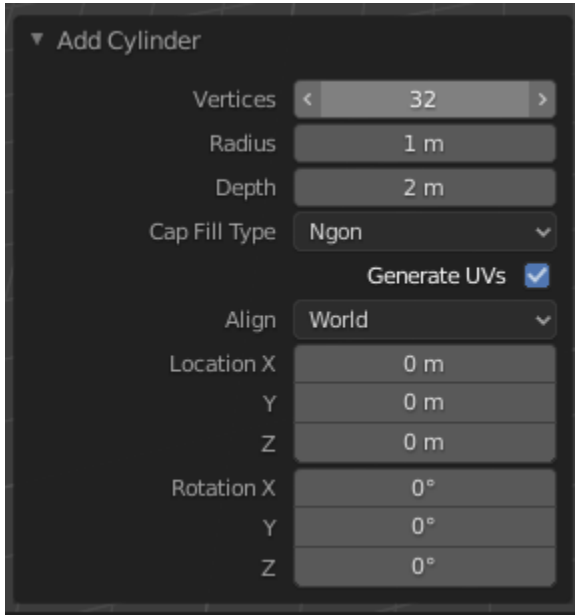 Add Cylinder
Vertices 32
Radius 1 m
Depth 2 m
Cap Fill Type Ngon
Generate UVs
Align World
Location X 0 m
Y 0 m
Z 0 m
Rotation X 0°
Y 0°
Z 0°